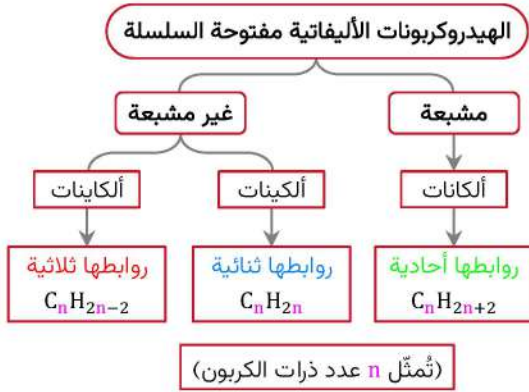 الهيدروكربونات الأليفاتية مفتوحة السلسلة
مشبعة
غير مشبعة
ألكانات
ألكينات
ألكاينات
روابطها أحادية
CₙH₂ₙ₊₂
روابطها ثنائية
CₙH₂ₙ
روابطها ثلاثية
CₙH₂ₙ₋₂
(تُمثّل n عدد ذرات الكربون)